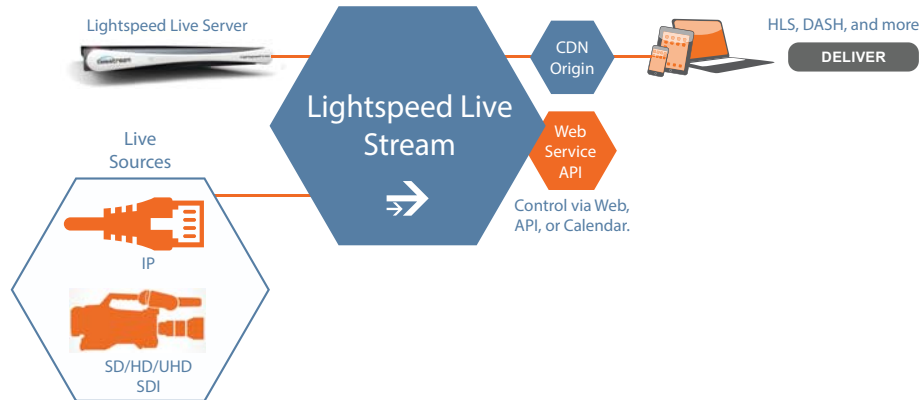 Lightspeed Live Server
Live
Sources
IP
SD/HD/UHD
SDI
Lightspeed Live
Stream
CDN
Origin
Web
Service
API
Control via Web,
API, or Calendar.
HLS, DASH, and more
DELIVER